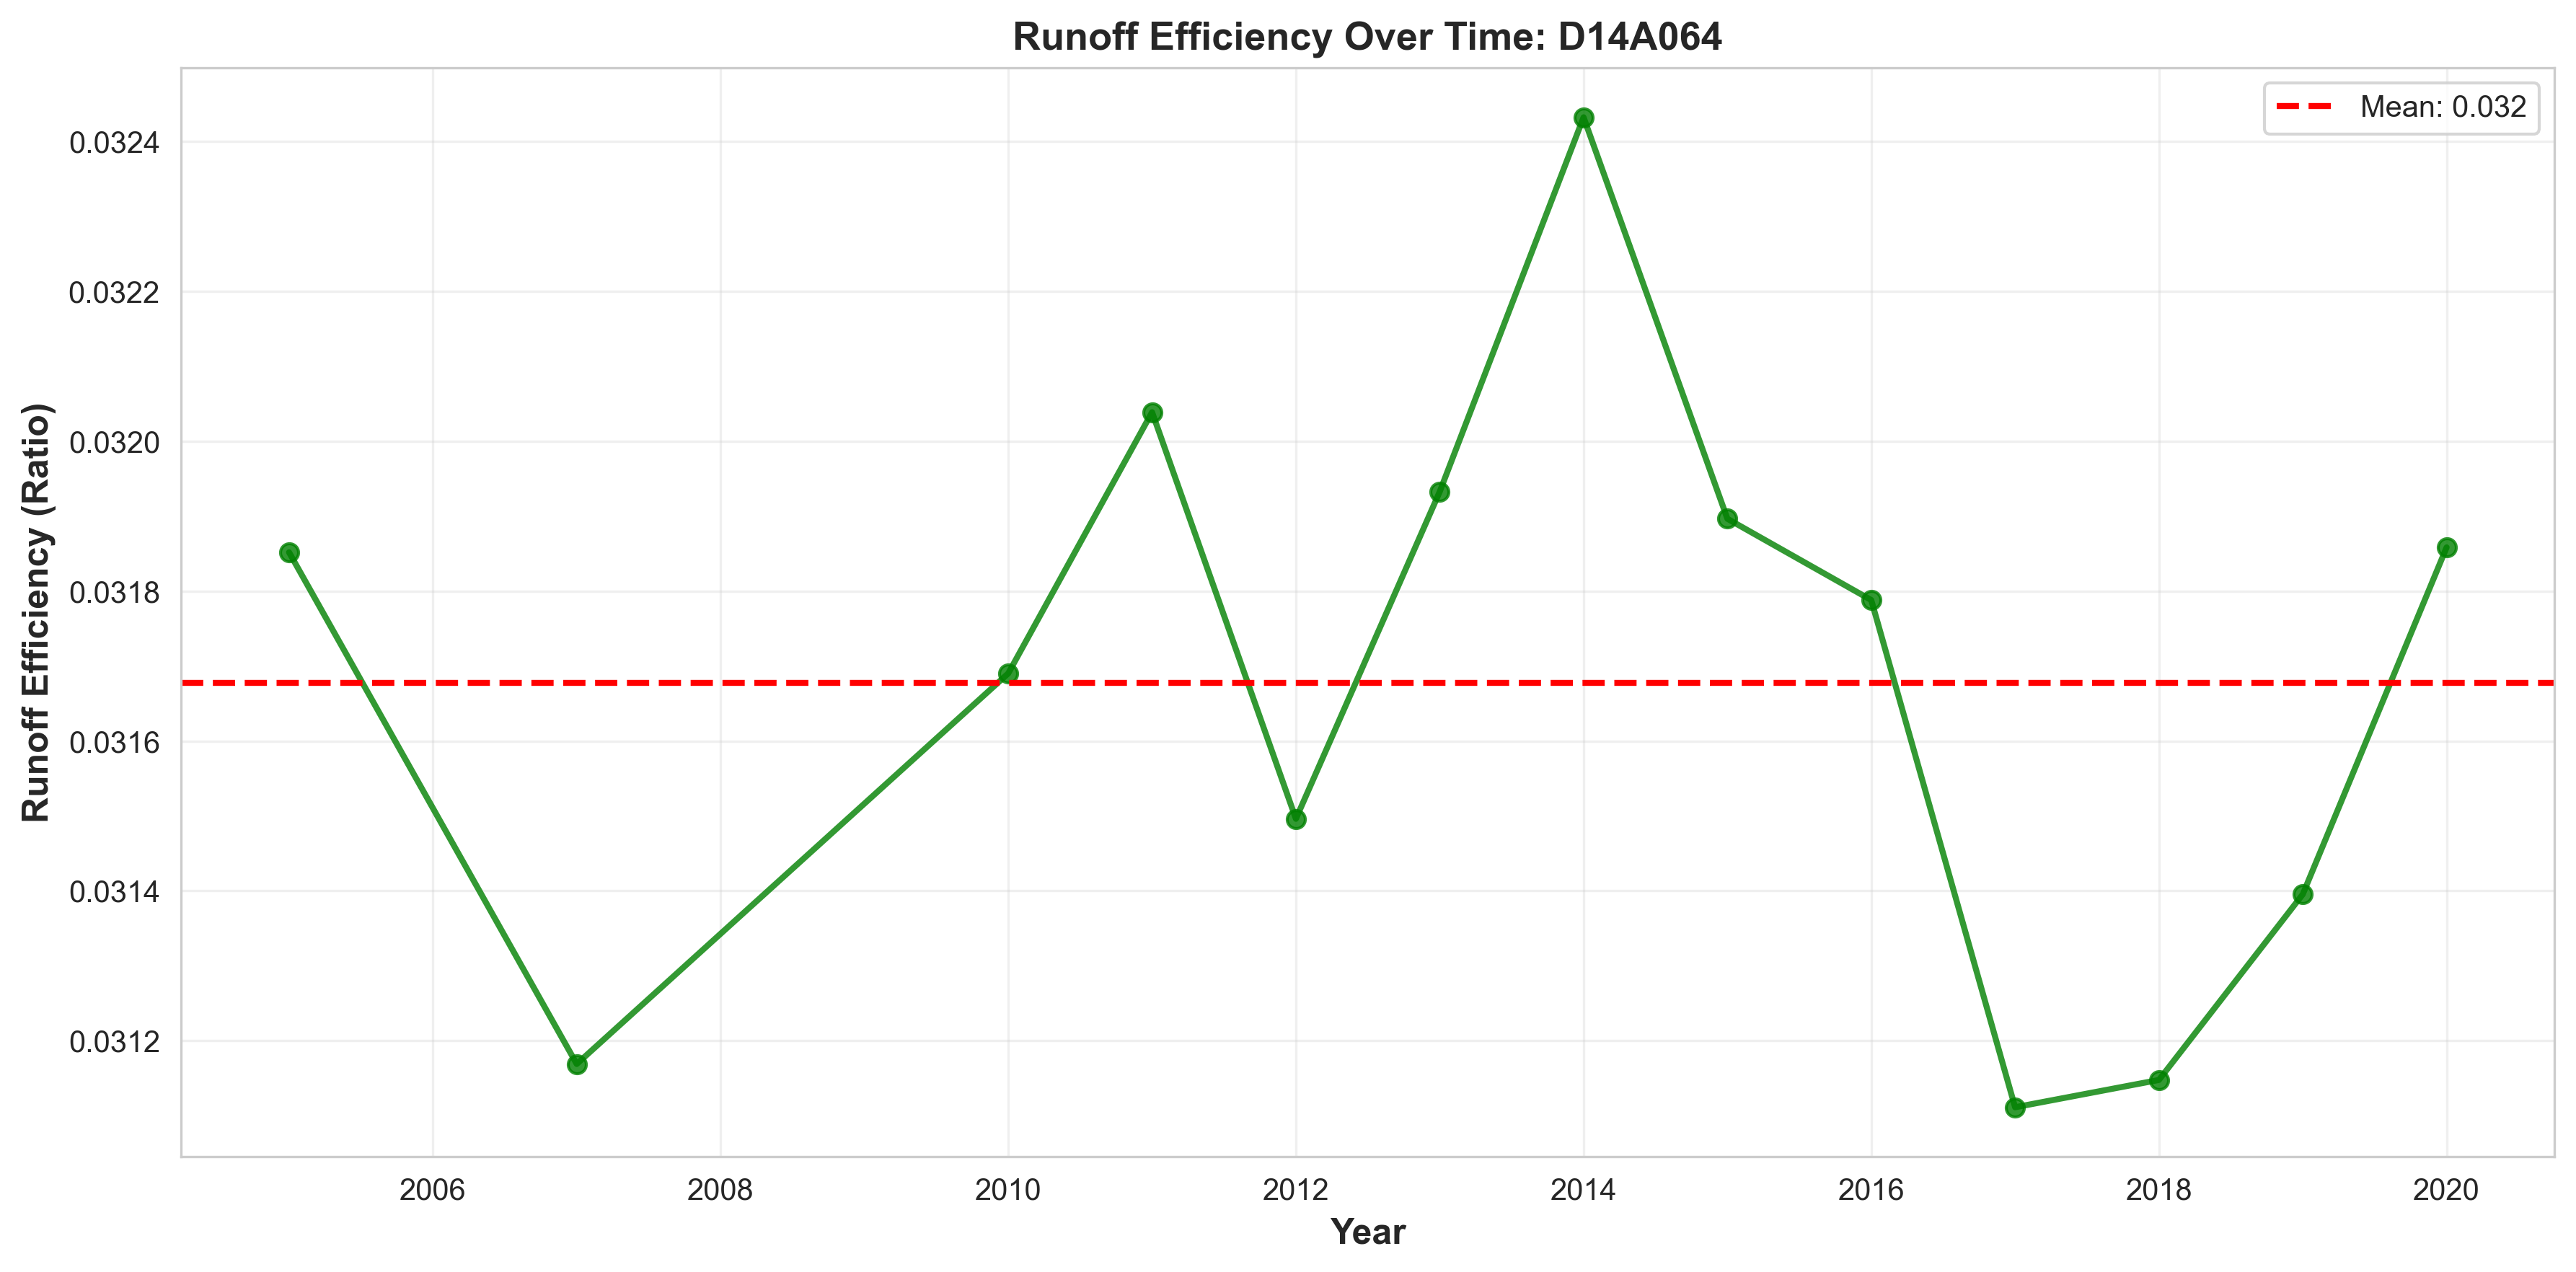 Runoff Efficiency Over Time: D14A064
Mean: 0.032
Runoff Efficiency (Ratio)
0.0324
0.0322
0.0320
0.0318
0.0316
0.0314
0.0312
2006 2008 2010 2012 2014 2016 2018 2020
Year